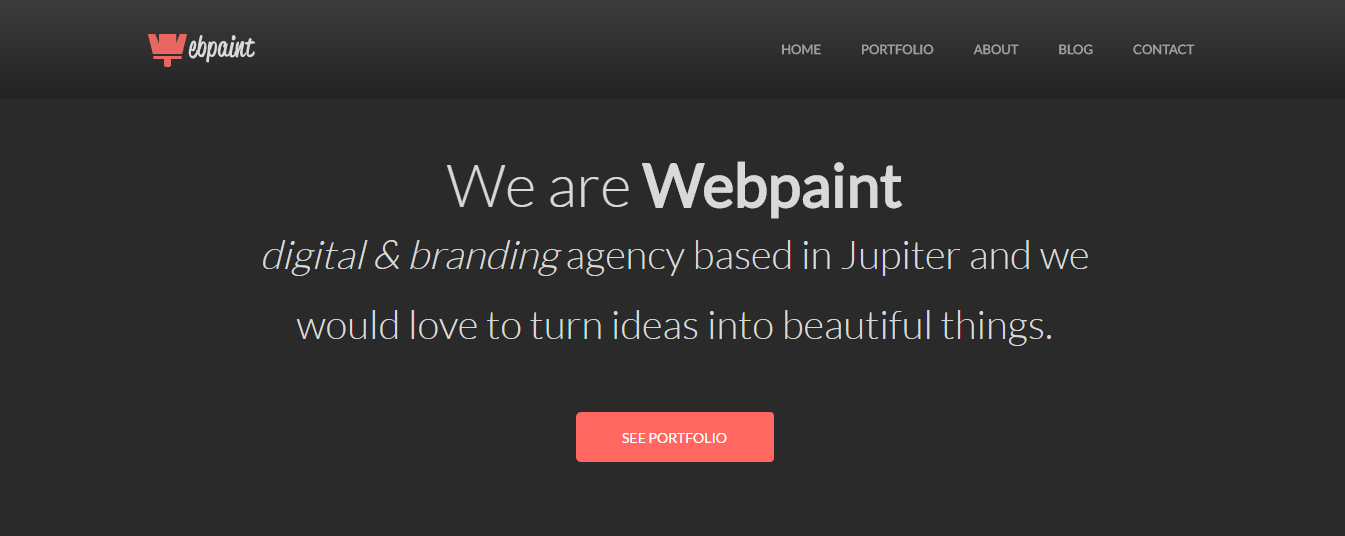 Webpaint
HOME PORTFOLIO ABOUT BLOG CONTACT
We are Webpaint
digital & branding agency based in Jupiter and we
would love to turn ideas into beautiful things.
SEE PORTFOLIO